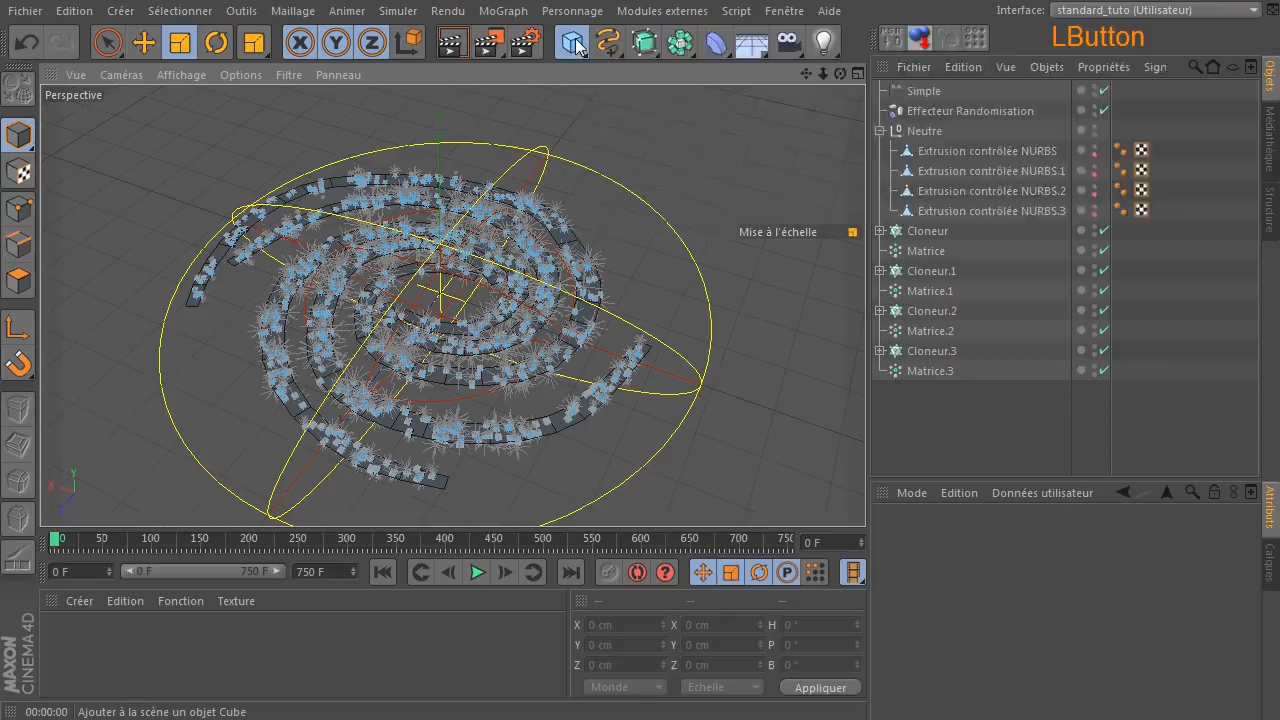 Fichier Edition Créer Sélectionner Outils Maillage Animer Simuler Rendu MoGraph Personnage Modules externes Script Fenêtre Aide Interface: standard_tuto (Utilisateur)
LButton
X Y Z PSR
Vue Caméras Affichage Options Filtre Panneau
Fichier Edition Vue Objets Propriétés Sign
Perspective
Simple
Effecteur Randomisation
Neutre
Extrusion contrôlée NURBS
Extrusion contrôlée NURBS.1
Extrusion contrôlée NURBS.2
Extrusion contrôlée NURBS.3
Cloneur
Matrice
Cloneur.1
Matrice.1
Cloneur.2
Matrice.2
Cloneur.3
Matrice.3
Objets
Médiathèque
Structure
Mise à l'échelle
Y
X
Z
Mode Edition Données utilisateur
Attributs
Calques
0 50 100 150 200 250 300 350 400 450 500 550 600 650 700 750 0 F
0 F 0 F 750 F 750 F
P
Créer Edition Fonction Texture
-- -- --
X 0 cm X 0 cm H 0 °
Y 0 cm Y 0 cm P 0 °
Z 0 cm Z 0 cm B 0 °
Monde Echelle Appliquer
MAXON
CINEMA 4D
00:00:00 Ajouter à la scène un objet Cube